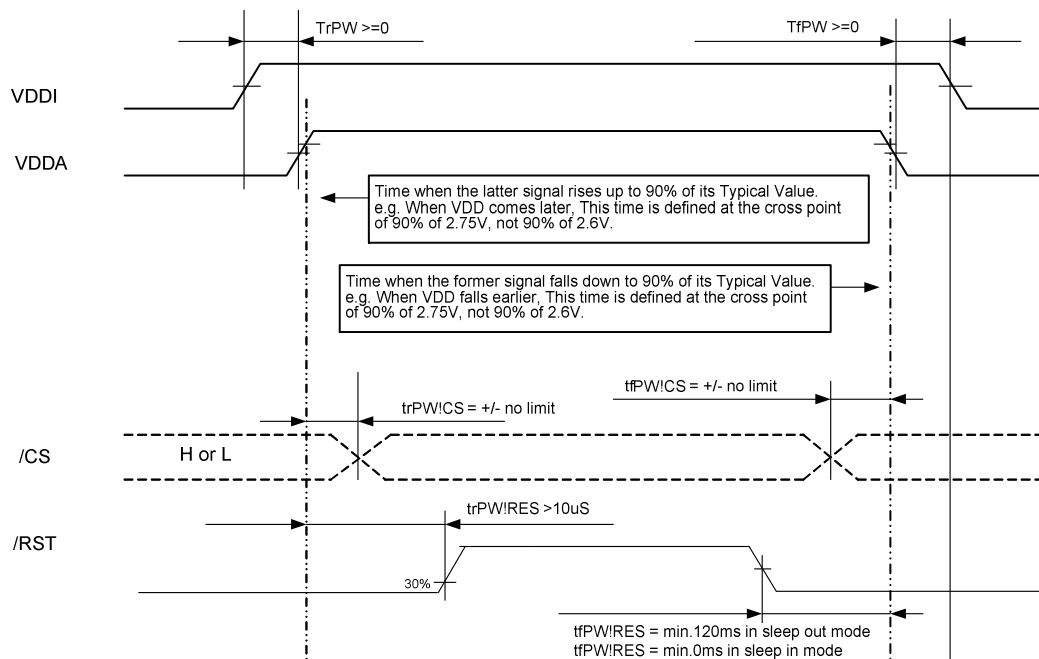 TrPW >=0
TfPW >=0
VDDI
VDDA
Time when the latter signal rises up to 90% of its Typical Value.
e.g. When VDD comes later, This time is defined at the cross point
of 90% of 2.75V, not 90% of 2.6V.
Time when the former signal falls down to 90% of its Typical Value.
e.g. When VDD falls earlier, This time is defined at the cross point
of 90% of 2.75V, not 90% of 2.6V.
tfPW!CS = +/- no limit
trPW!CS = +/- no limit
/CS
H or L
trPW!RES >10uS
/RST
30%
tfPW!RES = min.120ms in sleep out mode
tfPW!RES = min.0ms in sleep in mode